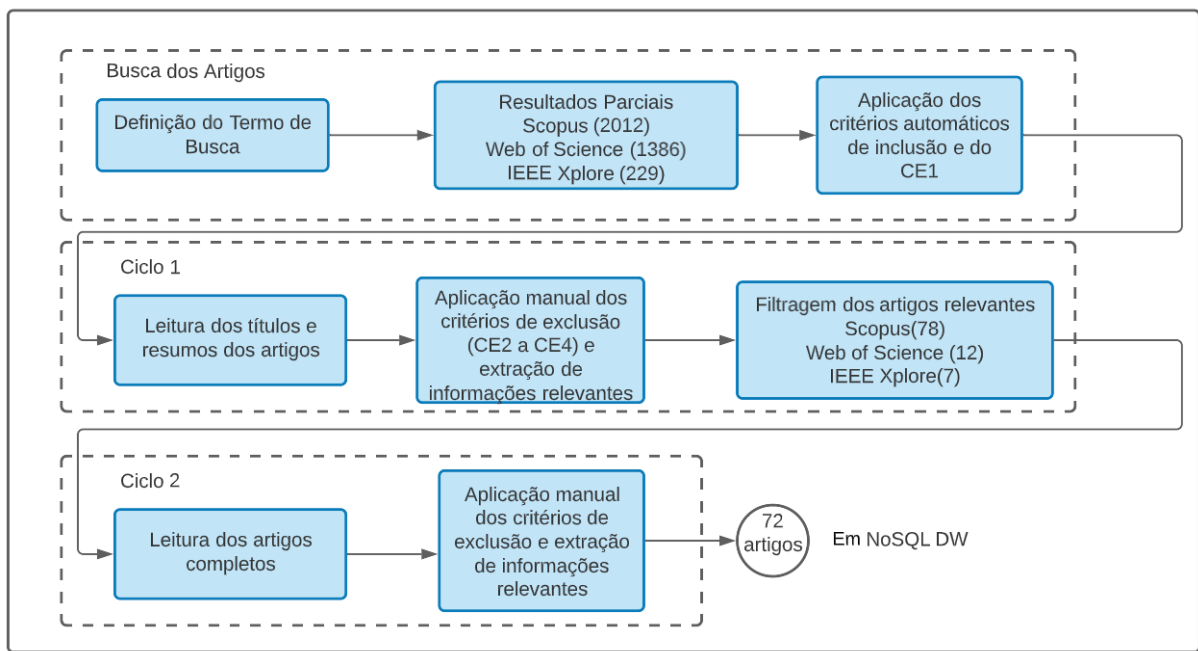 Busca dos Artigos
Definição do Termo de
Busca
Resultados Parciais
Scopus (2012)
Web of Science (1386)
IEEE Xplore (229)
Aplicação dos
critérios automáticos
de inclusão e do
CE1
Ciclo 1
Leitura dos títulos e
resumos dos artigos
Aplicação manual dos
critérios de exclusão
(CE2 a CE4) e
extração de
informações relevantes
Filtragem dos artigos relevantes
Scopus(78)
Web of Science (12)
IEEE Xplore(7)
Ciclo 2
Leitura dos artigos
completos
Aplicação manual
dos critérios de
exclusão e extração
de informações
relevantes
72
artigos
Em NoSQL DW